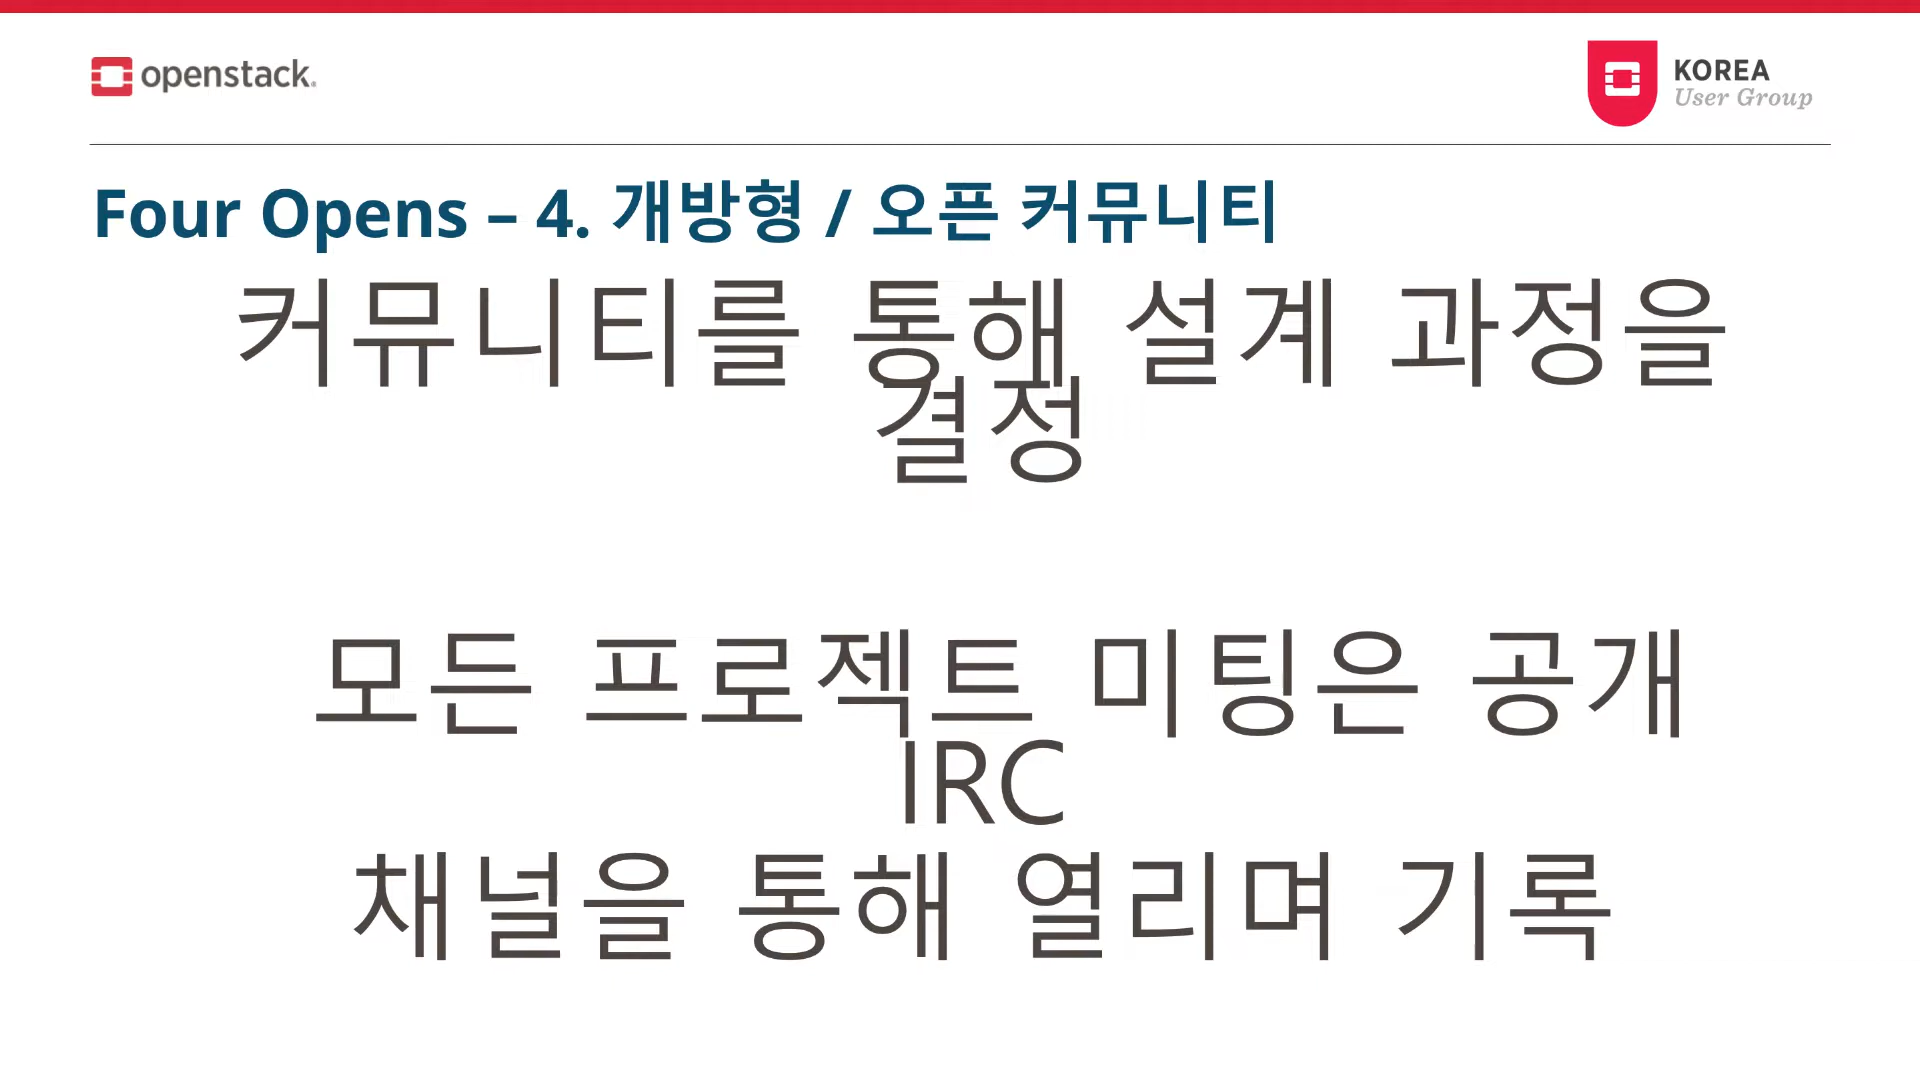 openstack.
KOREA
User Group
Four Opens – 4. 개방형 / 오픈 커뮤니티
커뮤니티를 통해 설계 과정을
결정
모든 프로젝트 미팅은 공개
IRC
채널을 통해 열리며 기록